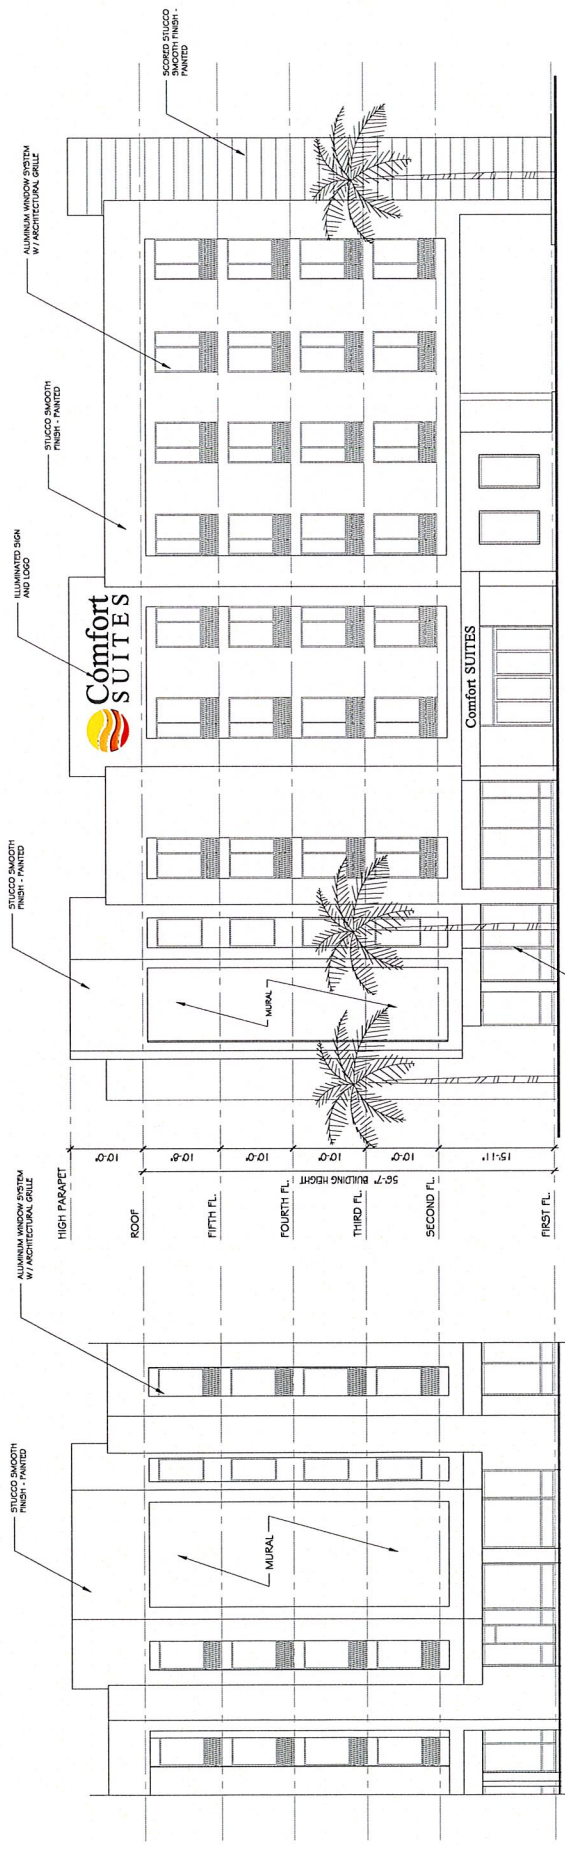 STUCCO SMOOTH
FINISH - PAINTED
ALUMINUM WINDOW SYSTEM
W/ ARCHITECTURAL GRILLE
MURAL
HIGH PARAPET
ROOF
FIFTH FL.
FOURTH FL.
THIRD FL.
SECOND FL.
FIRST FL.
10'-0"
10'-8"
10'-0"
10'-0"
10'-0"
15'-11"
56'-7" BUILDING HEIGHT
STUCCO SMOOTH
FINISH - PAINTED
MURAL
ILLUMINATED SIGN
AND LOGO
Comfort
SUITES
Comfort SUITES
STUCCO SMOOTH
FINISH - PAINTED
ALUMINUM WINDOW SYSTEM
W/ ARCHITECTURAL GRILLE
SCORED STUCCO
SMOOTH FINISH -
PAINTED